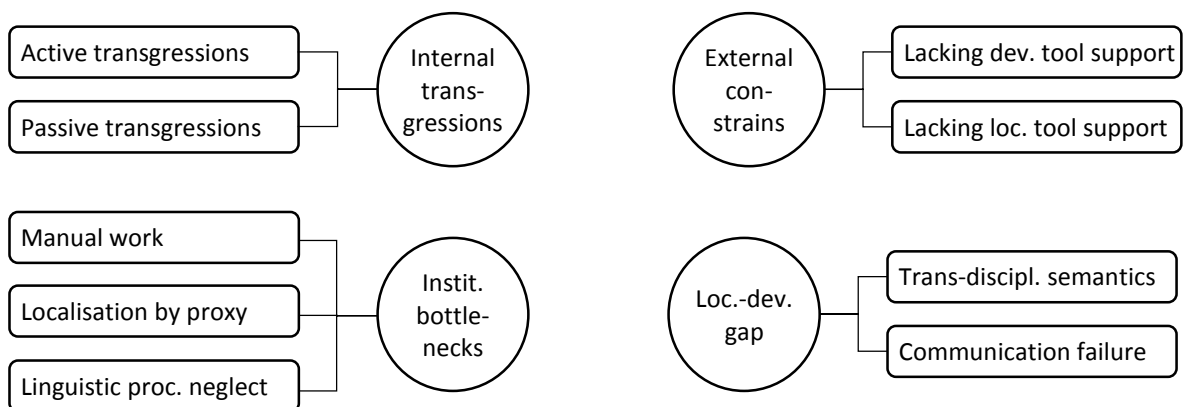 Active transgressions
Passive transgressions
Internal
trans-
gressions
External
con-
strains
Lacking dev. tool support
Lacking loc. tool support
Manual work
Localisation by proxy
Linguistic proc. neglect
Instit.
bottle-
necks
Loc.-dev.
gap
Trans-discipl. semantics
Communication failure